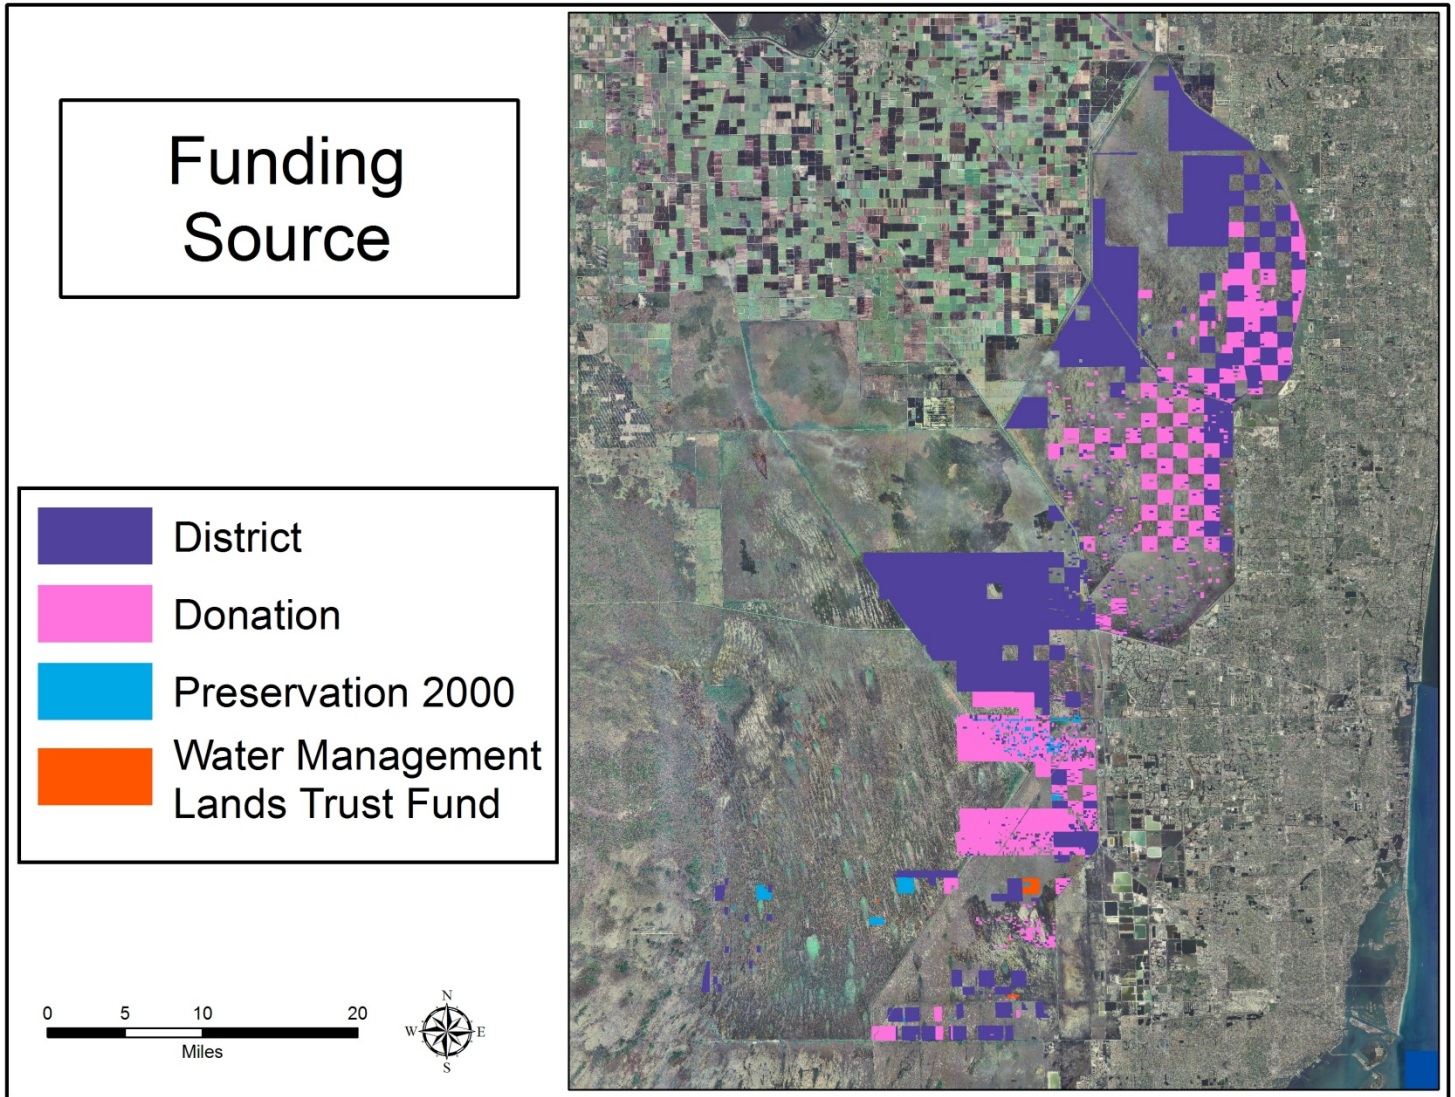 Funding
Source
District
Donation
Preservation 2000
Water Management
Lands Trust Fund
0 5 10 20
Miles
N
W E
S